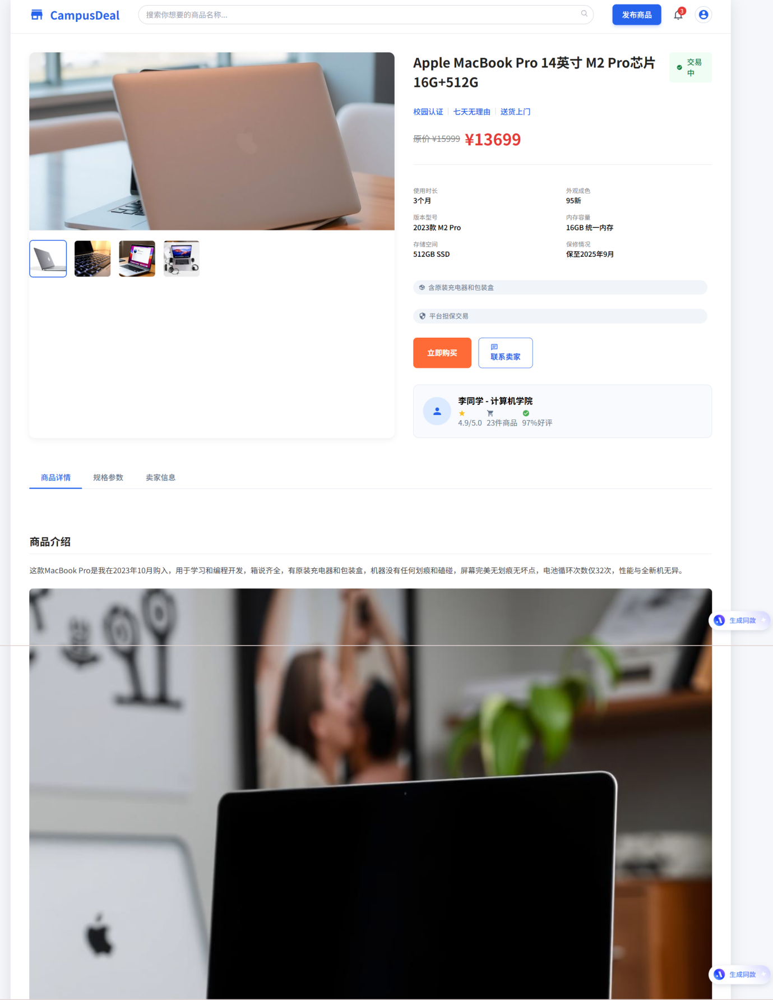 CampusDeal
搜索你想要的商品名称...
发布商品
3
Apple MacBook Pro 14英寸 M2 Pro芯片
16G+512G
交易
中
校园认证
七天无理由
送货上门
原价 ¥15999 ¥13699
使用时长
3个月
外观成色
95新
版本型号
2023款 M2 Pro
内存容量
16GB 统一内存
存储空间
512GB SSD
保修情况
保至2025年9月
含原装充电器和包装盒
平台担保交易
立即购买
联系卖家
李同学 - 计算机学院
4.9/5.0 23件商品 97%好评
商品详情
规格参数
卖家信息
商品介绍
这款MacBook Pro是我在2023年10月购入，用于学习和编程开发，箱说齐全，有原装充电器和包装盒，机器没有任何划痕和磕碰，屏幕完美无划痕无坏点，电池循环次数仅32次，性能与全新机无异。
生成同款
生成同款